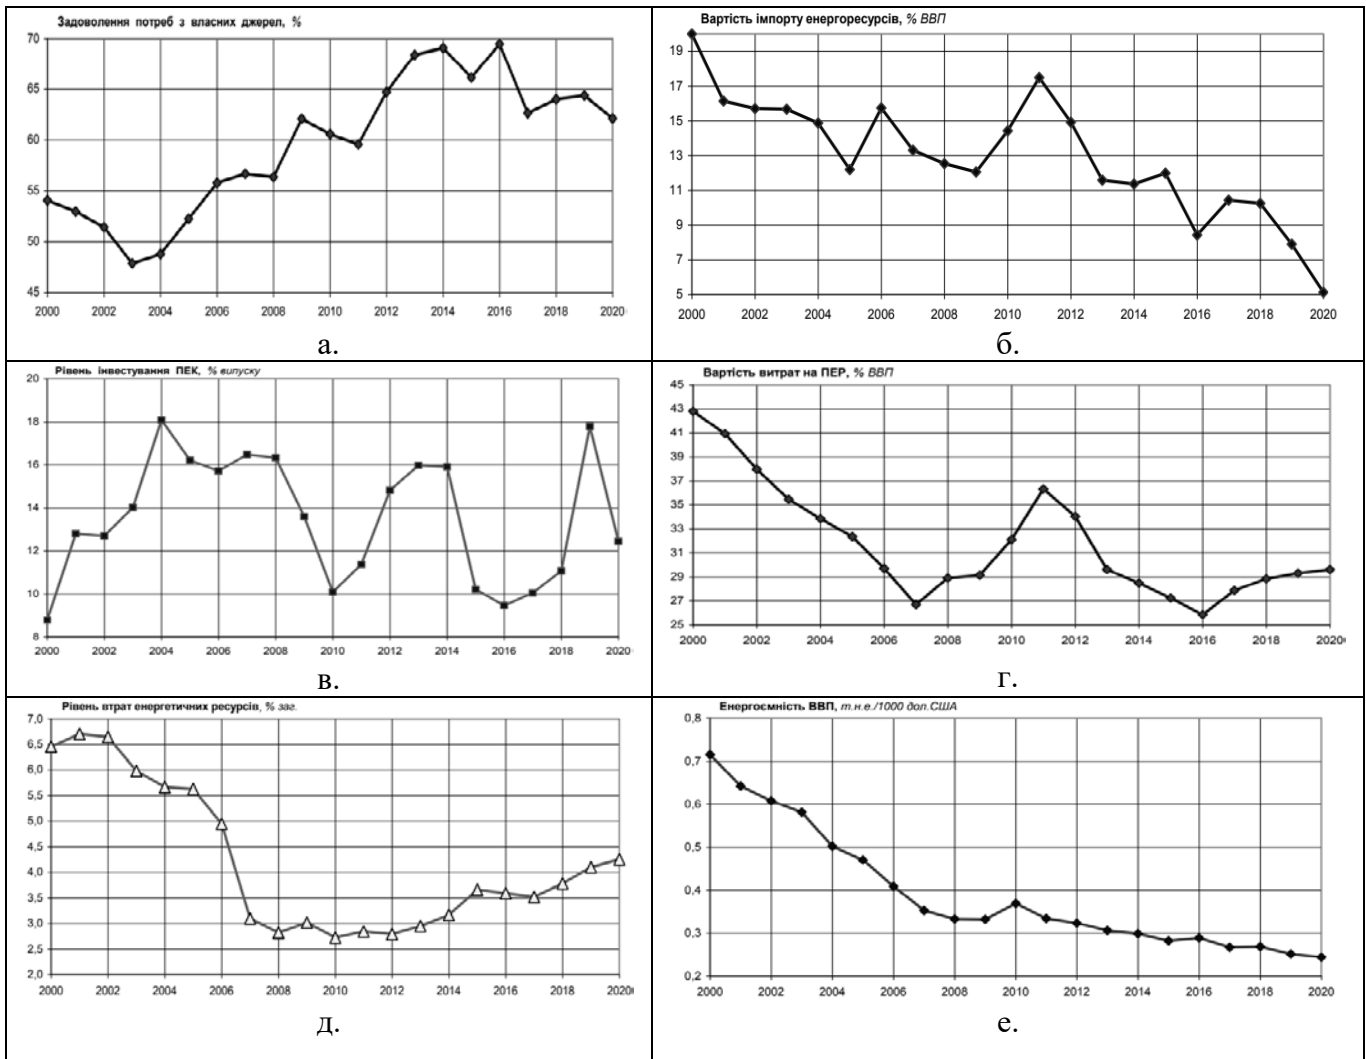 Задоволення потреб з власних джерел, %
70
65
60
55
50
45
2000 2002 2004 2006 2008 2010 2012 2014 2016 2018 2020
а.
Вартість імпорту енергоресурсів, % ВВП
19
17
15
13
11
9
7
5
2000 2002 2004 2006 2008 2010 2012 2014 2016 2018 2020
б.
Рівень інвестування ПЕК, % випуску
20
18
16
14
12
10
8
2000 2002 2004 2006 2008 2010 2012 2014 2016 2018 2020
в.
Вартість витрат на ПЕР, % ВВП
45
43
41
39
37
35
33
31
29
27
25
2000 2002 2004 2006 2008 2010 2012 2014 2016 2018 2020
г.
Рівень втрат енергетичних ресурсів, % заг.
7,0
6,5
6,0
5,5
5,0
4,5
4,0
3,5
3,0
2,5
2,0
2000 2002 2004 2006 2008 2010 2012 2014 2016 2018 2020
д.
Енергоємність ВВП, т.н.е./1000 дол.США
0,8
0,7
0,6
0,5
0,4
0,3
0,2
2000 2002 2004 2006 2008 2010 2012 2014 2016 2018 2020
е.